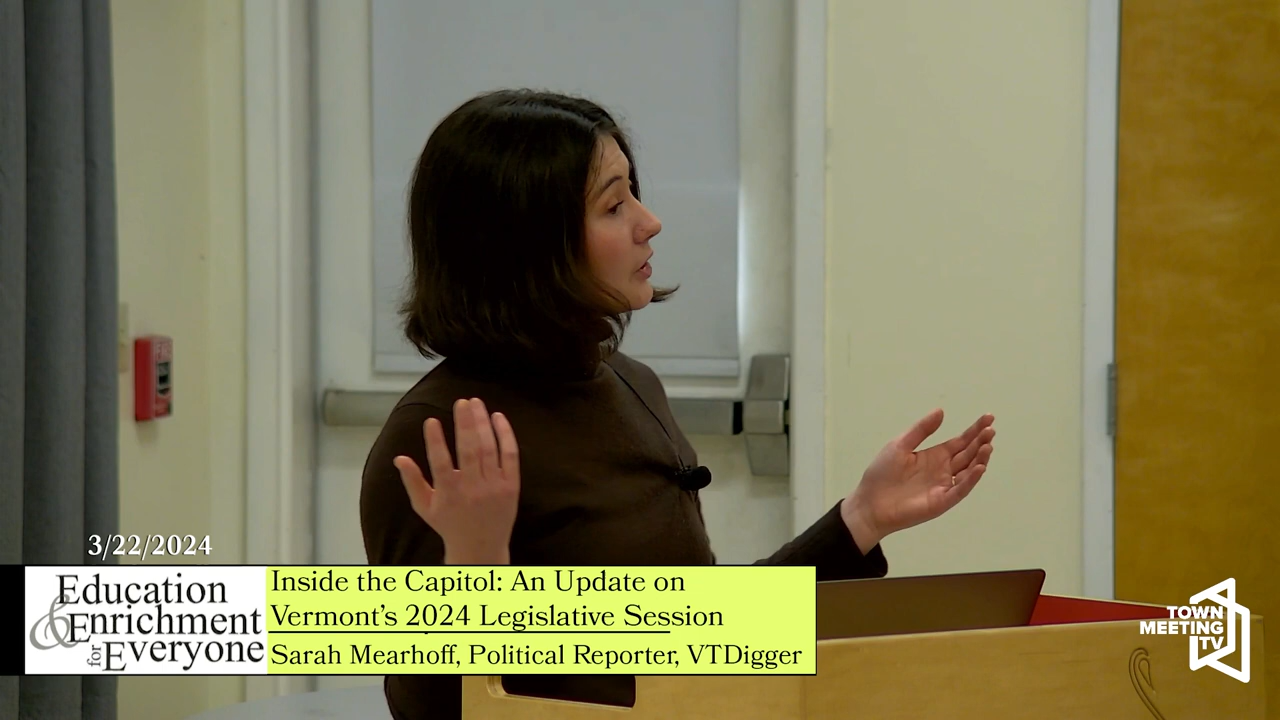 3/22/2024
Education
& Enrichment
for Everyone
Inside the Capitol: An Update on
Vermont's 2024 Legislative Session
Sarah Mearhoff, Political Reporter, VTDigger
TOWN
MEETING
TV